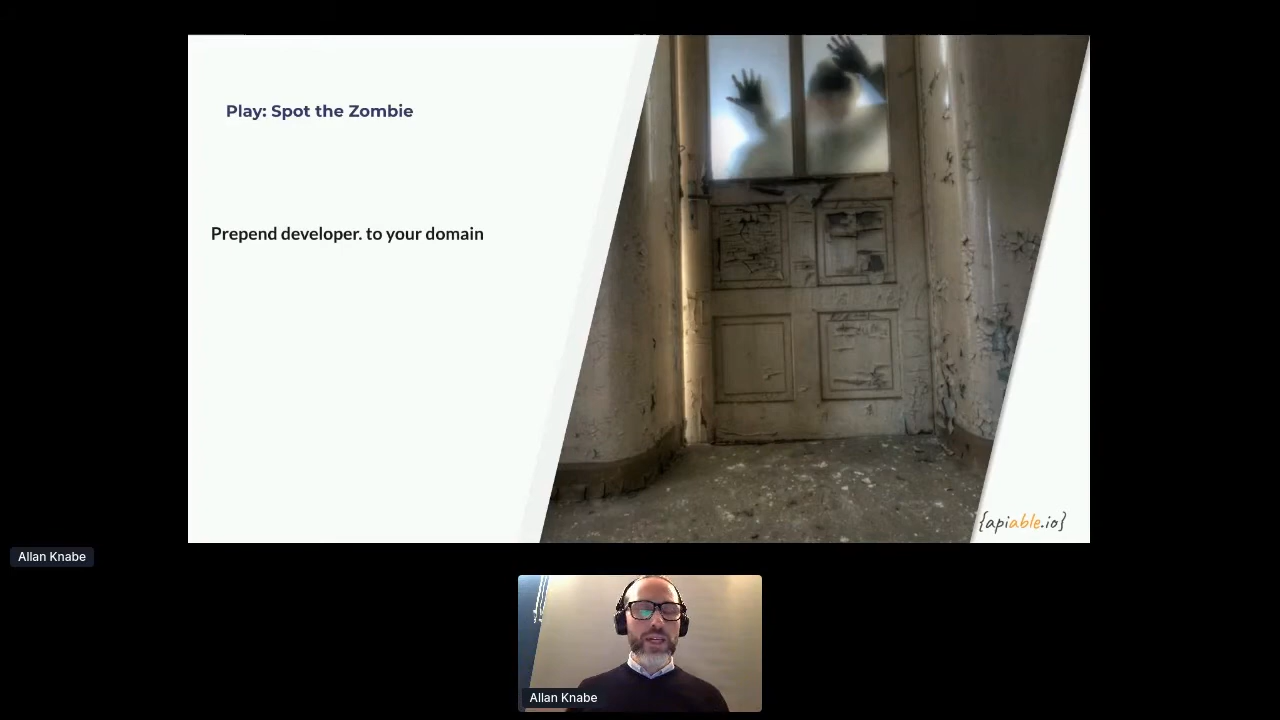 Play: Spot the Zombie
Prepend developer. to your domain
{apiable.io}
Allan Knabe
Allan Knabe